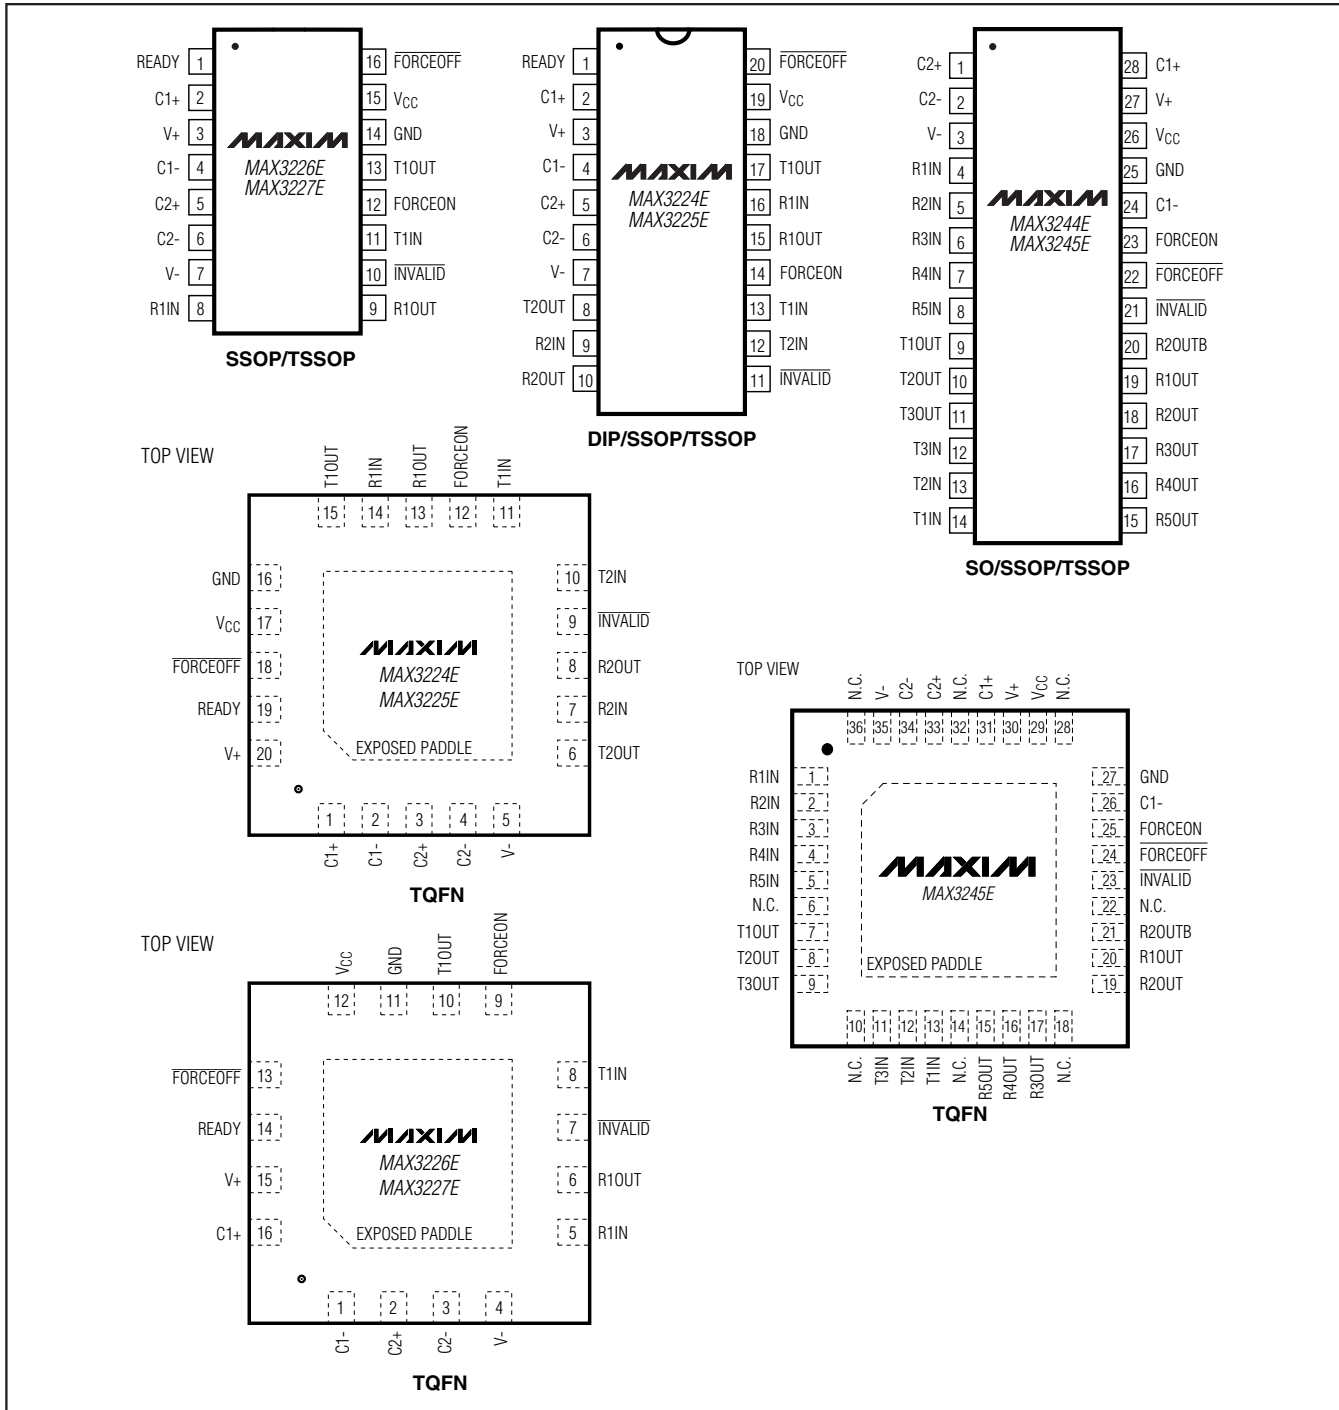 READY 1 16 FORCEOFF
C1+ 2 15 VCC
V+ 3 14 GND
C1- 4 13 T1OUT
C2+ 5 12 FORCEON
C2- 6 11 T1IN
V- 7 10 INVALID
R1IN 8 9 R1OUT
MAXIM
MAX3226E
MAX3227E
SSOP/TSSOP
READY 1 20 FORCEOFF
C1+ 2 19 VCC
V+ 3 18 GND
C1- 4 17 T1OUT
C2+ 5 16 R1IN
C2- 6 15 R1OUT
V- 7 14 FORCEON
T2OUT 8 13 T1IN
R2IN 9 12 T2IN
R2OUT 10 11 INVALID
MAXIM
MAX3224E
MAX3225E
DIP/SSOP/TSSOP
C2+ 1 28 C1+
C2- 2 27 V+
V- 3 26 VCC
R1IN 4 25 GND
R2IN 5 24 C1-
R3IN 6 23 FORCEON
R4IN 7 22 FORCEOFF
R5IN 8 21 INVALID
T1OUT 9 20 R2OUTB
T2OUT 10 19 R1OUT
T3OUT 11 18 R2OUT
T3IN 12 17 R3OUT
T2IN 13 16 R4OUT
T1IN 14 15 R5OUT
MAXIM
MAX3244E
MAX3245E
SO/SSOP/TSSOP
TOP VIEW
T1OUT R1IN R1OUT FORCEON T1IN
15 14 13 12 11
GND 16 10 T2IN
VCC 17 9 INVALID
FORCEOFF 18 8 R2OUT
READY 19 7 R2IN
V+ 20 6 T2OUT
MAXIM
MAX3224E
MAX3225E
EXPOSED PADDLE
1 2 3 4 5
C1+ C1- C2+ C2- V-
TQFN
TOP VIEW
N.C. V- C2- C2+ N.C. C1+ V+ VCC N.C.
36 35 34 33 32 31 30 29 28
R1IN 1 27 GND
R2IN 2 26 C1-
R3IN 3 25 FORCEON
R4IN 4 24 FORCEOFF
R5IN 5 23 INVALID
N.C. 6 22 N.C.
T1OUT 7 21 R2OUTB
T2OUT 8 20 R1OUT
T3OUT 9 19 R2OUT
MAXIM
MAX3245E
EXPOSED PADDLE
10 11 12 13 14 15 16 17 18
N.C. T3IN T2IN T1IN N.C. R5OUT R4OUT R3OUT N.C.
TQFN
TOP VIEW
VCC GND T1OUT FORCEON
12 11 10 9
FORCEOFF 13 8 T1IN
READY 14 7 INVALID
V+ 15 6 R1OUT
C1+ 16 5 R1IN
MAXIM
MAX3226E
MAX3227E
EXPOSED PADDLE
1 2 3 4
C1- C2+ C2- V-
TQFN